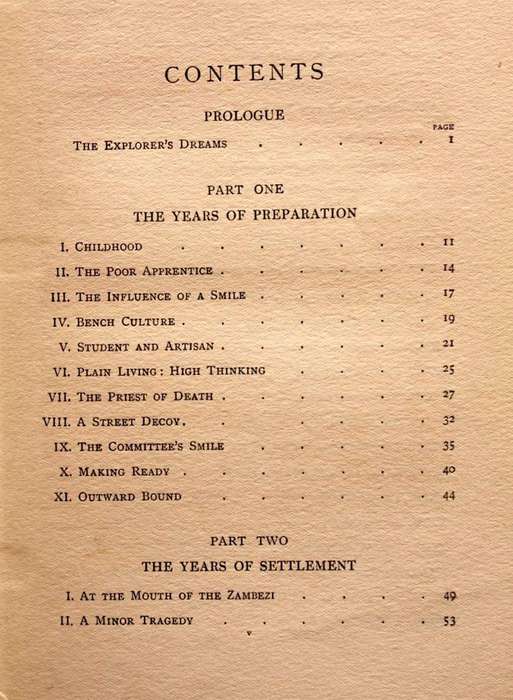 CONTENTS
PROLOGUE
PAGE
THE EXPLORER'S DREAMS . . . . . 1
PART ONE
THE YEARS OF PREPARATION
I. CHILDHOOD . . . . . . . 11
II. THE POOR APPRENTICE . . . . . . 14
III. THE INFLUENCE OF A SMILE . . . . . 17
IV. BENCH CULTURE . . . . . . . 19
V. STUDENT AND ARTISAN . . . . . . 21
VI. PLAIN LIVING : HIGH THINKING . . . . 25
VII. THE PRIEST OF DEATH . . . . . . 27
VIII. A STREET DECOY . . . . . . . 32
IX. THE COMMITTEE'S SMILE . . . . . 35
X. MAKING READY . . . . . . . 40
XI. OUTWARD BOUND . . . . . . 44
PART TWO
THE YEARS OF SETTLEMENT
I. AT THE MOUTH OF THE ZAMBEZI . . . . 49
II. A MINOR TRAGEDY . . . . . . 53
v